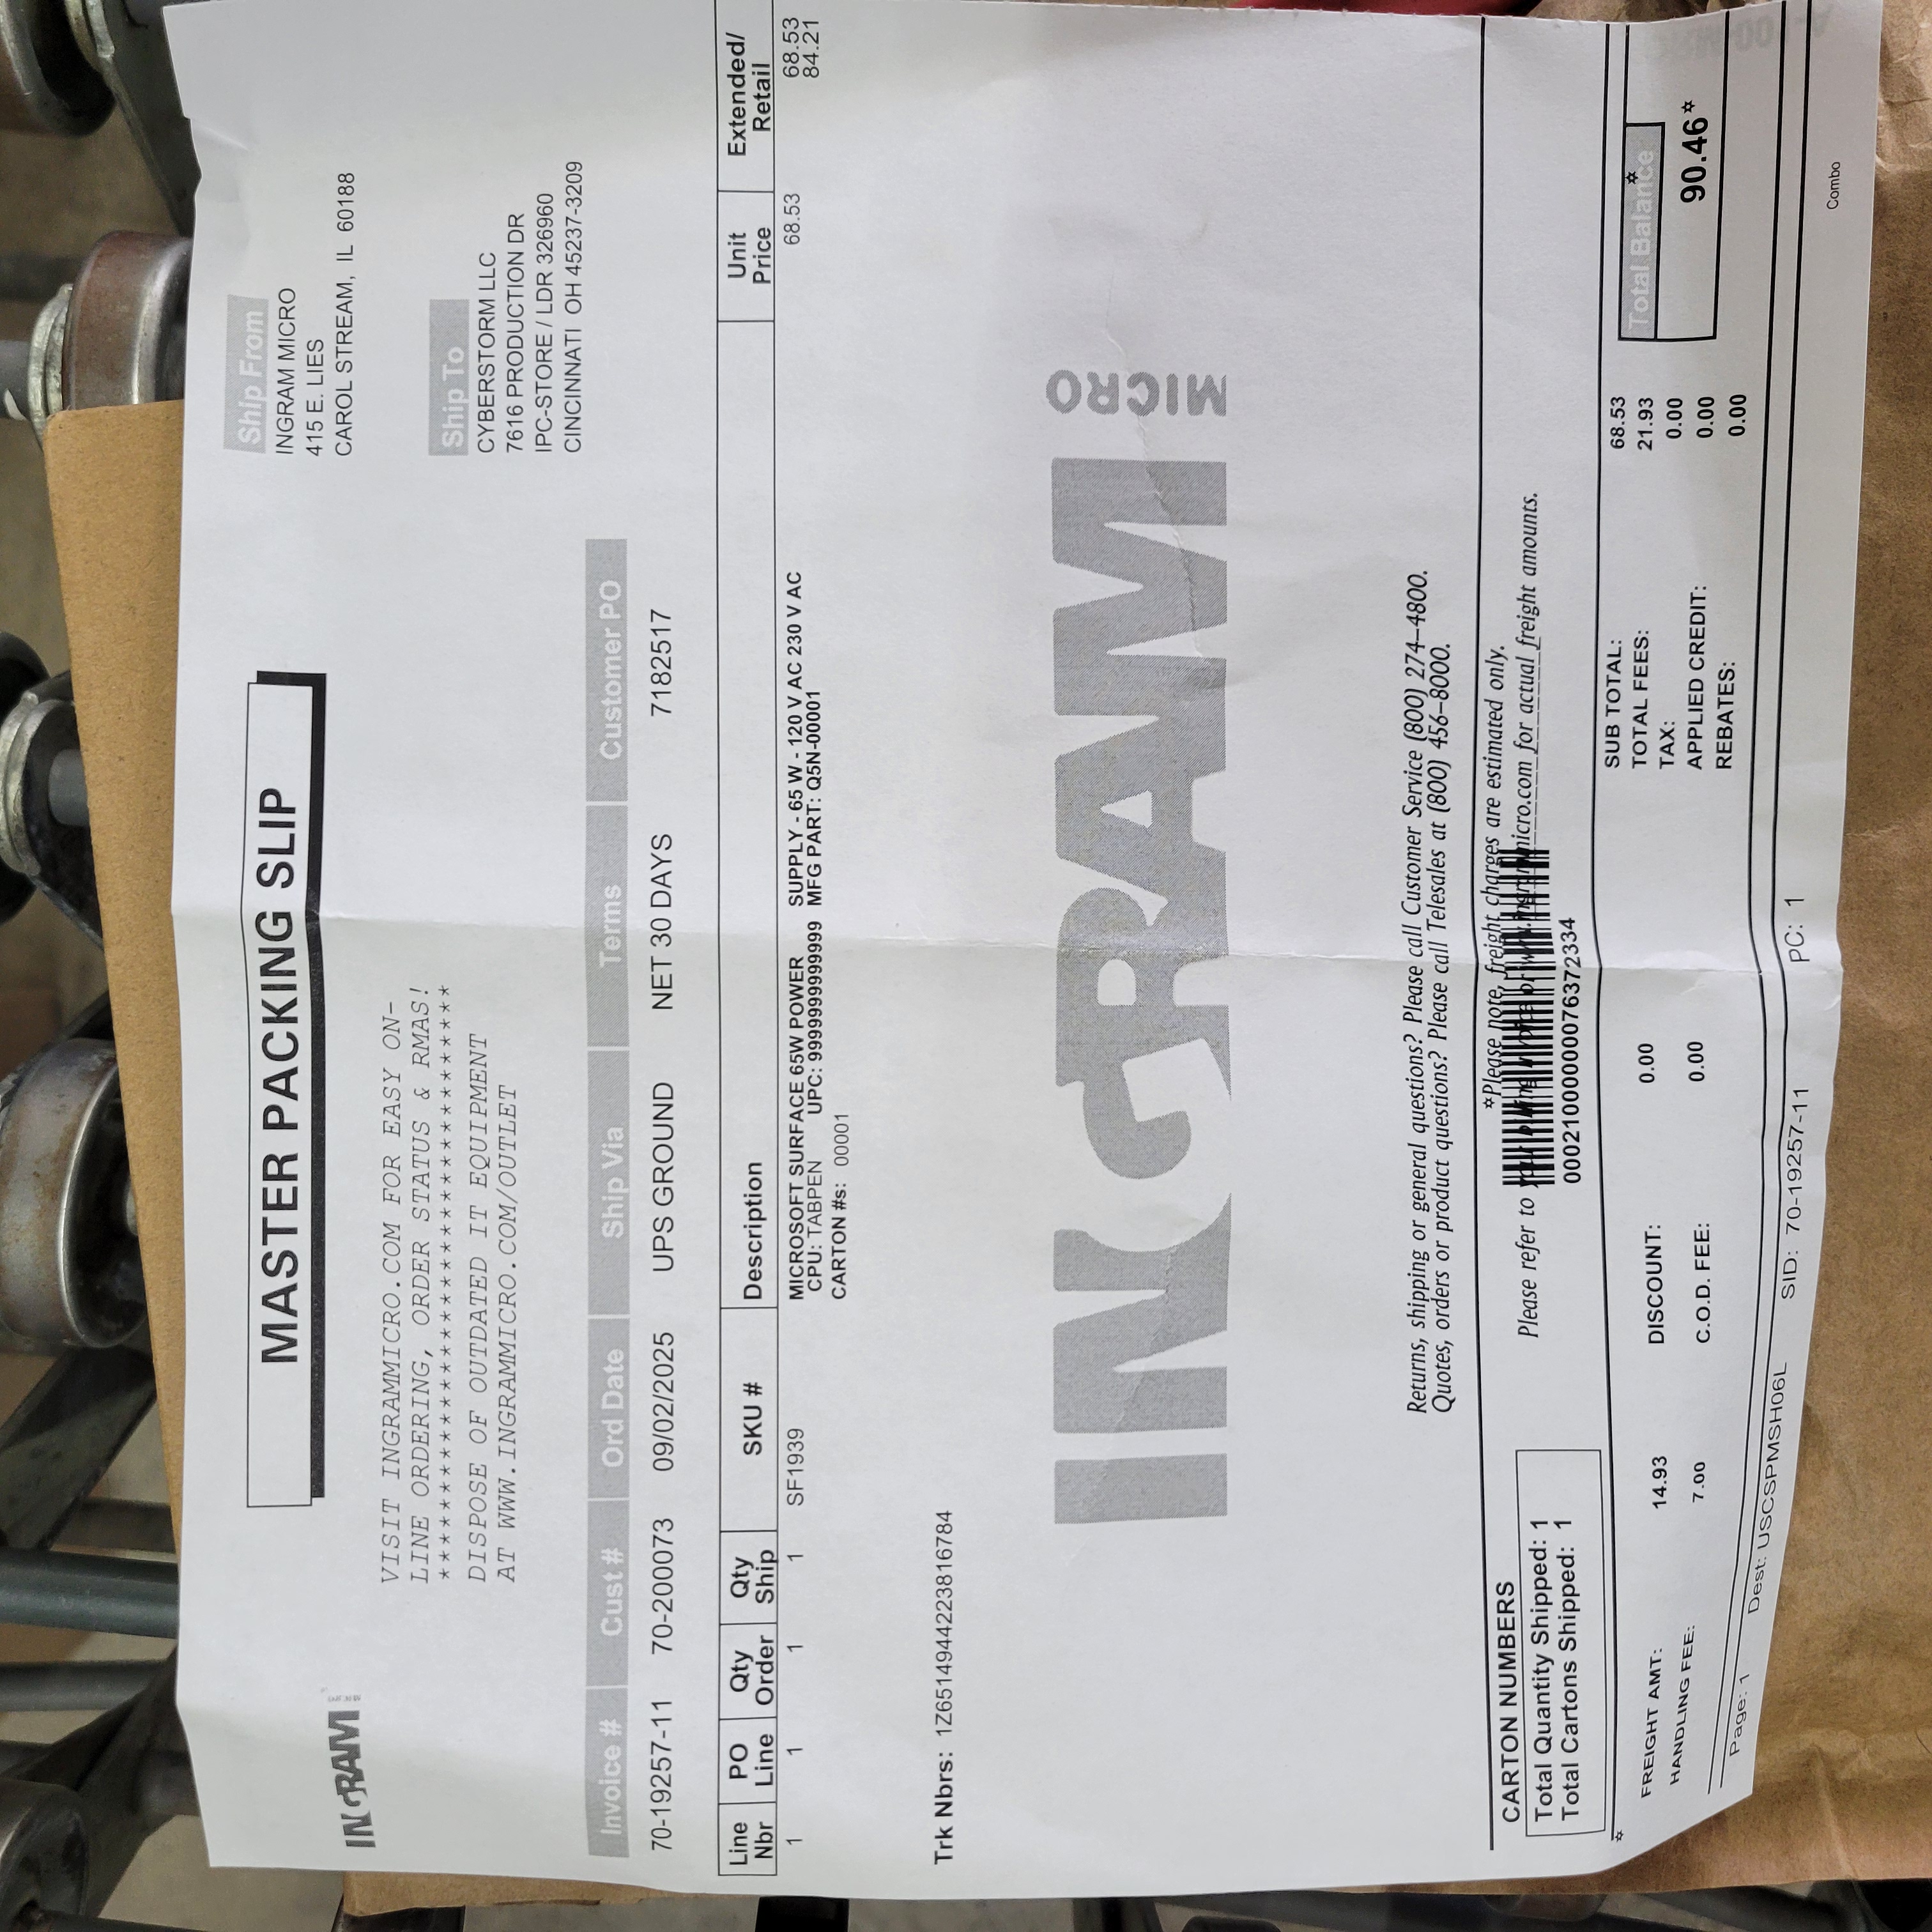 INGRAM
MASTER PACKING SLIP
VISIT INGRAMMICRO.COM FOR EASY ON-
LINE ORDERING, ORDER STATUS & RMAS!
*************************************
DISPOSE OF OUTDATED IT EQUIPMENT
AT WWW.INGRAMMICRO.COM/OUTLET
Ship From
INGRAM MICRO
415 E. LIES
CAROL STREAM, IL 60188
Ship To
CYBERSTORM LLC
7616 PRODUCTION DR
IPC-STORE / LDR 326960
CINCINNATI OH 45237-3209
Invoice # Cust # Ord Date Ship Via Terms Customer PO
70-19257-11 70-200073 09/02/2025 UPS GROUND NET 30 DAYS 7182517
Line Nbr PO Line Qty Order Qty Ship SKU # Description Unit Price Extended/ Retail
1 1 1 1 SF1939 MICROSOFT SURFACE 65W POWER SUPPLY - 65 W - 120 V AC 230 V AC 68.53 68.53
CPU: TABPEN UPC: 99999999999999 MFG PART: Q5N-00001 84.21
CARTON #s: 00001
Trk Nbrs: 1Z6514944223816784
INGRAM MICRO
Returns, shipping or general questions? Please call Customer Service (800) 274-4800.
Quotes, orders or product questions? Please call Telesales at (800) 456-8000.
*Please note, freight charges are estimated only.
Please refer to your billing invoice or www.ingrammicro.com for actual freight amounts.
000210000000076372334
CARTON NUMBERS
Total Quantity Shipped: 1
Total Cartons Shipped: 1
*
FREIGHT AMT: 14.93
HANDLING FEE: 7.00
DISCOUNT: 0.00
C.O.D. FEE: 0.00
SUB TOTAL: 68.53
TOTAL FEES: 21.93
TAX: 0.00
APPLIED CREDIT: 0.00
REBATES: 0.00
Total Balance*
90.46*
Page: 1 Dest: USCSPMSH06L SID: 70-19257-11 PC: 1
Combo